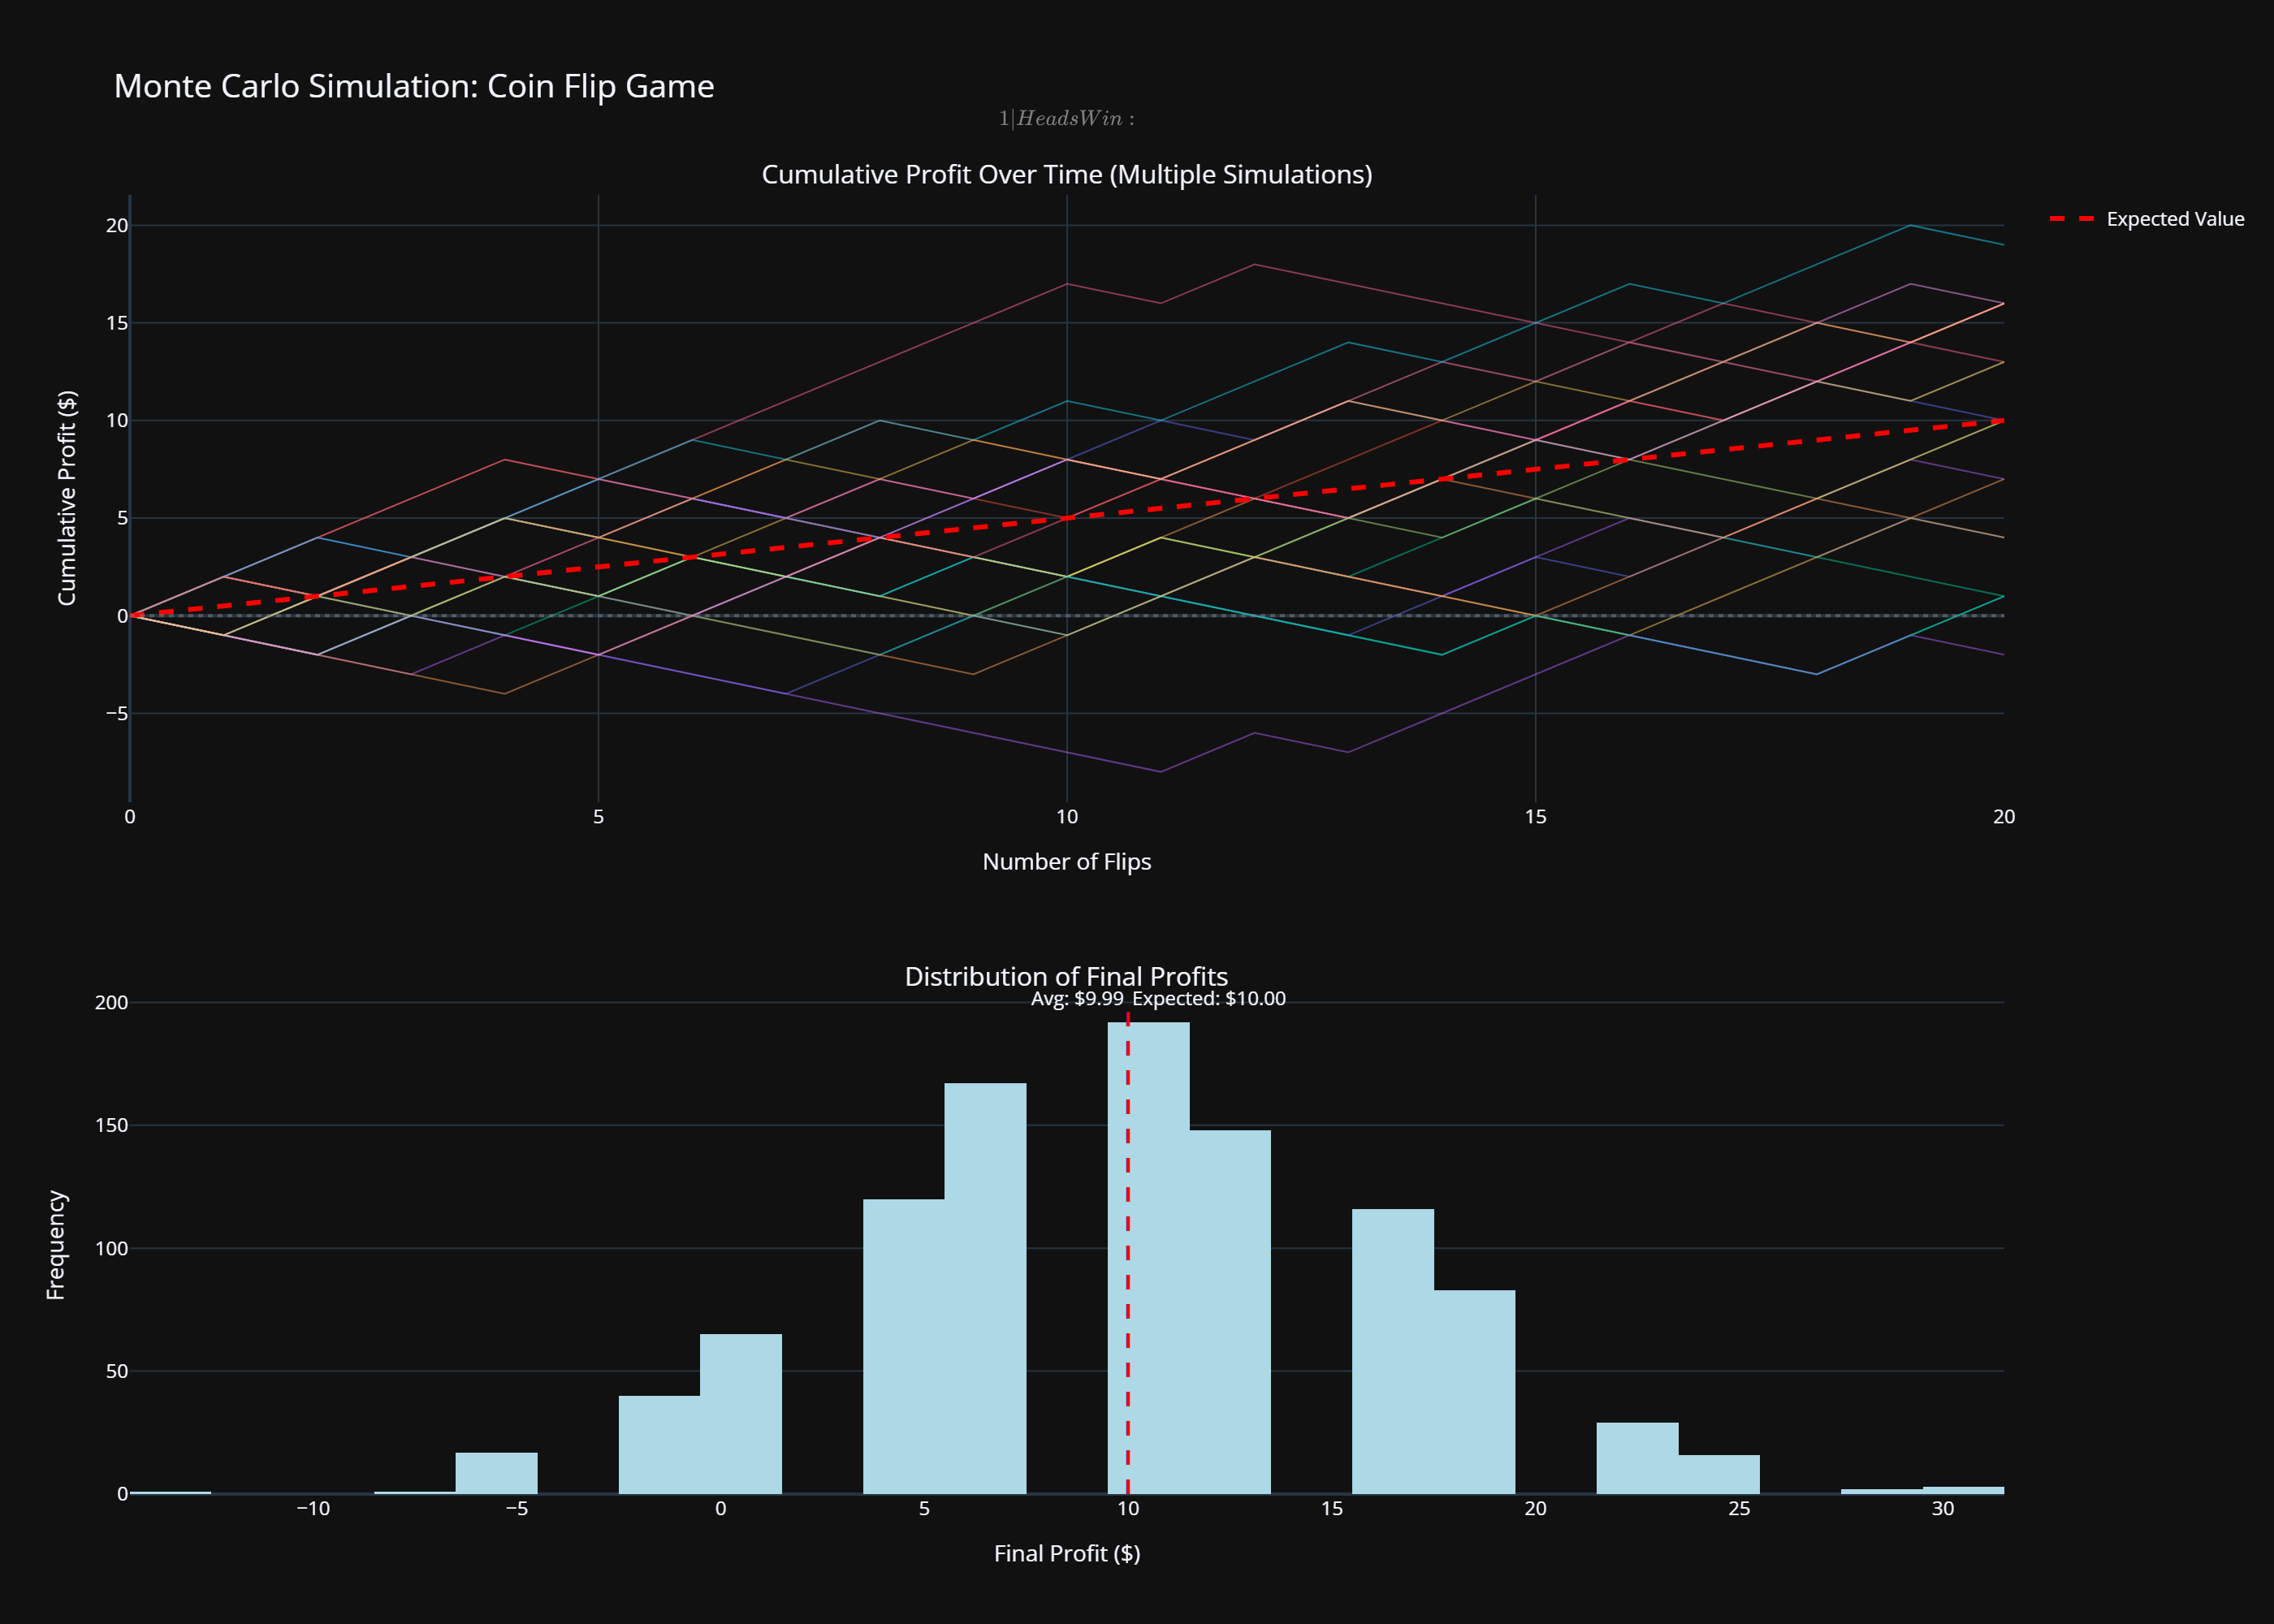 Monte Carlo Simulation: Coin Flip Game
1|HeadsWin:
Cumulative Profit Over Time (Multiple Simulations)
Expected Value
Cumulative Profit ($)
20
15
10
5
0
−5
0 5 10 15 20
Number of Flips
Distribution of Final Profits
Avg: $9.99 Expected: $10.00
Frequency
200
150
100
50
0
−10 −5 0 5 10 15 20 25 30
Final Profit ($)